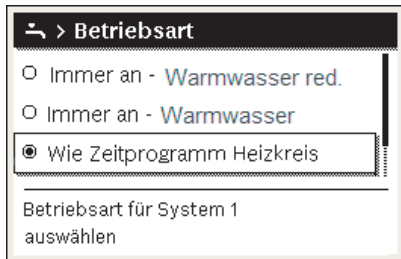 > Betriebsart
Immer an - Warmwasser red.
Immer an - Warmwasser
Wie Zeitprogramm Heizkreis
Betriebsart für System 1
auswählen